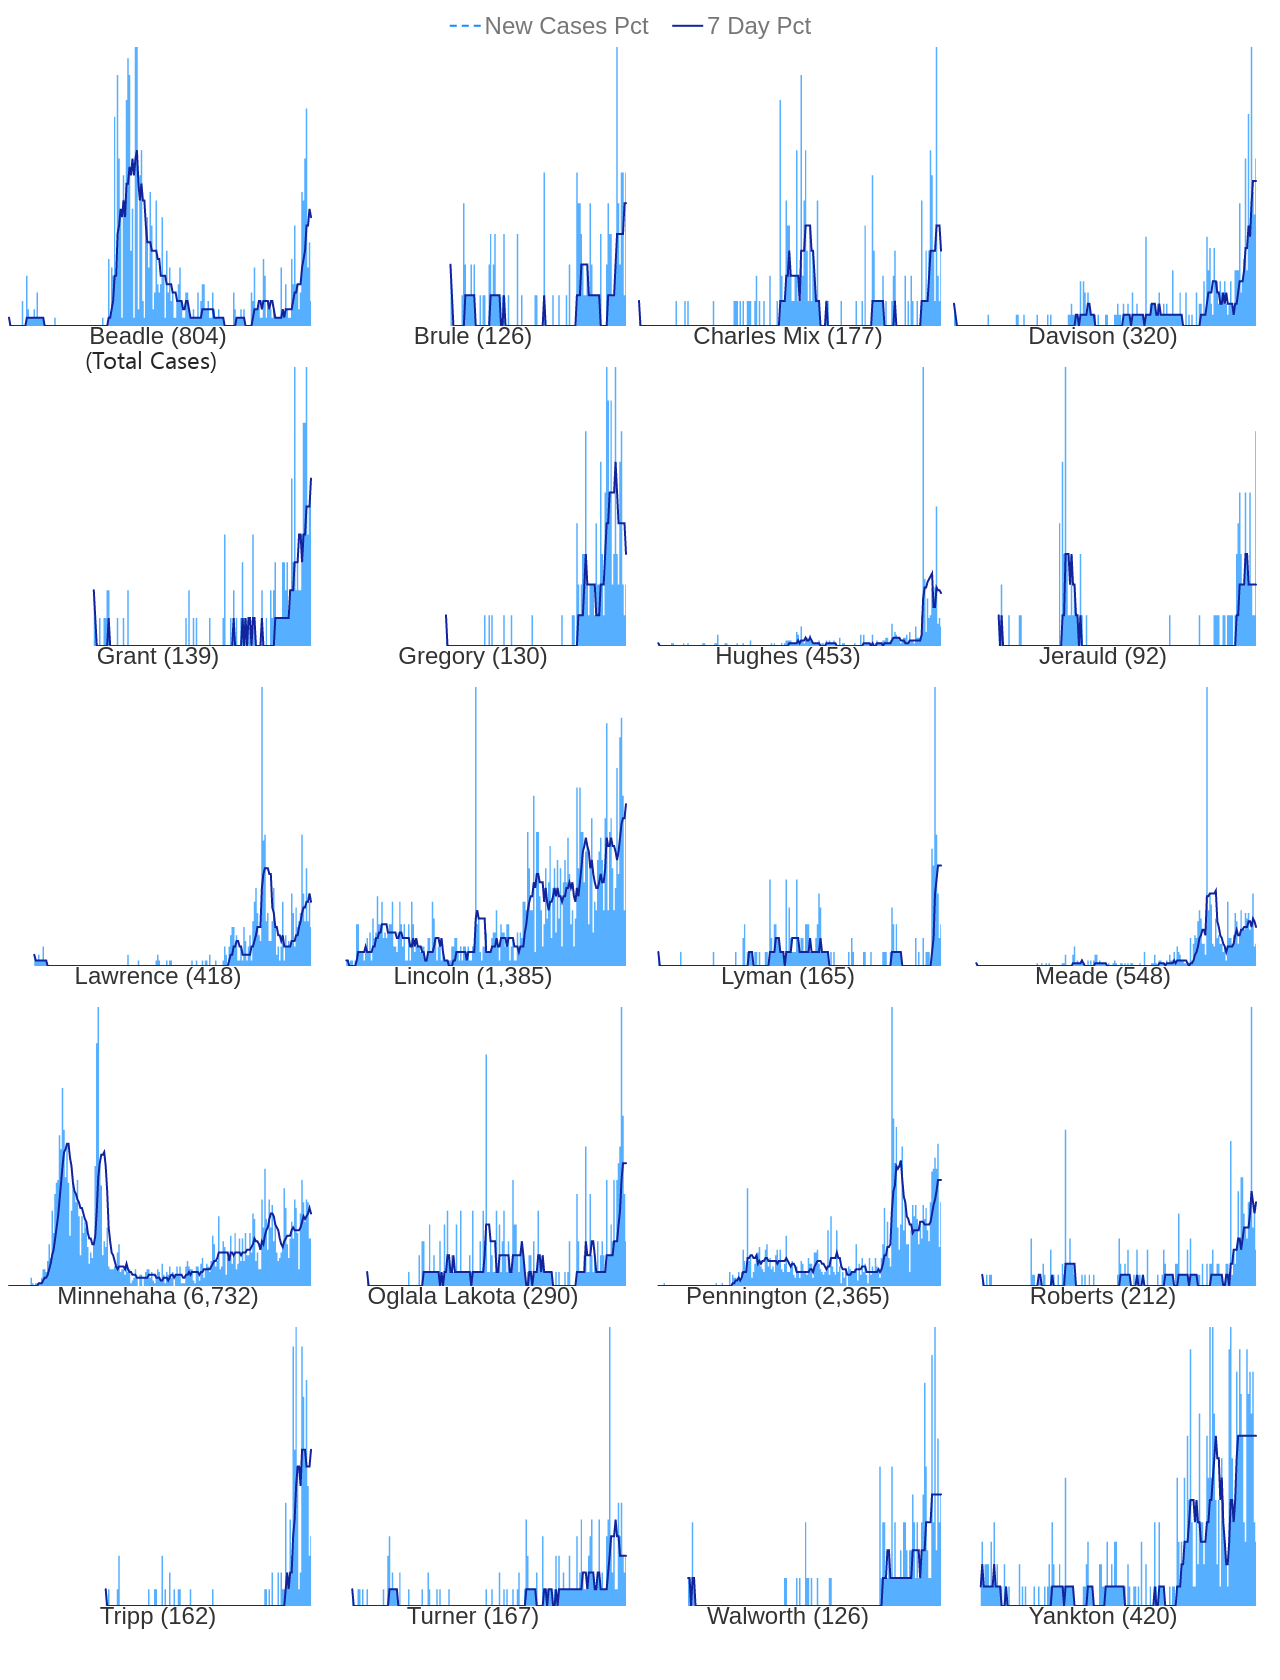 New Cases Pct 7 Day Pct
Beadle (804) Brule (126) Charles Mix (177) Davison (320)
(Total Cases)
Grant (139) Gregory (130) Hughes (453) Jerauld (92)
Lawrence (418) Lincoln (1,385) Lyman (165) Meade (548)
Minnehaha (6,732) Oglala Lakota (290) Pennington (2,365) Roberts (212)
Tripp (162) Turner (167) Walworth (126) Yankton (420)